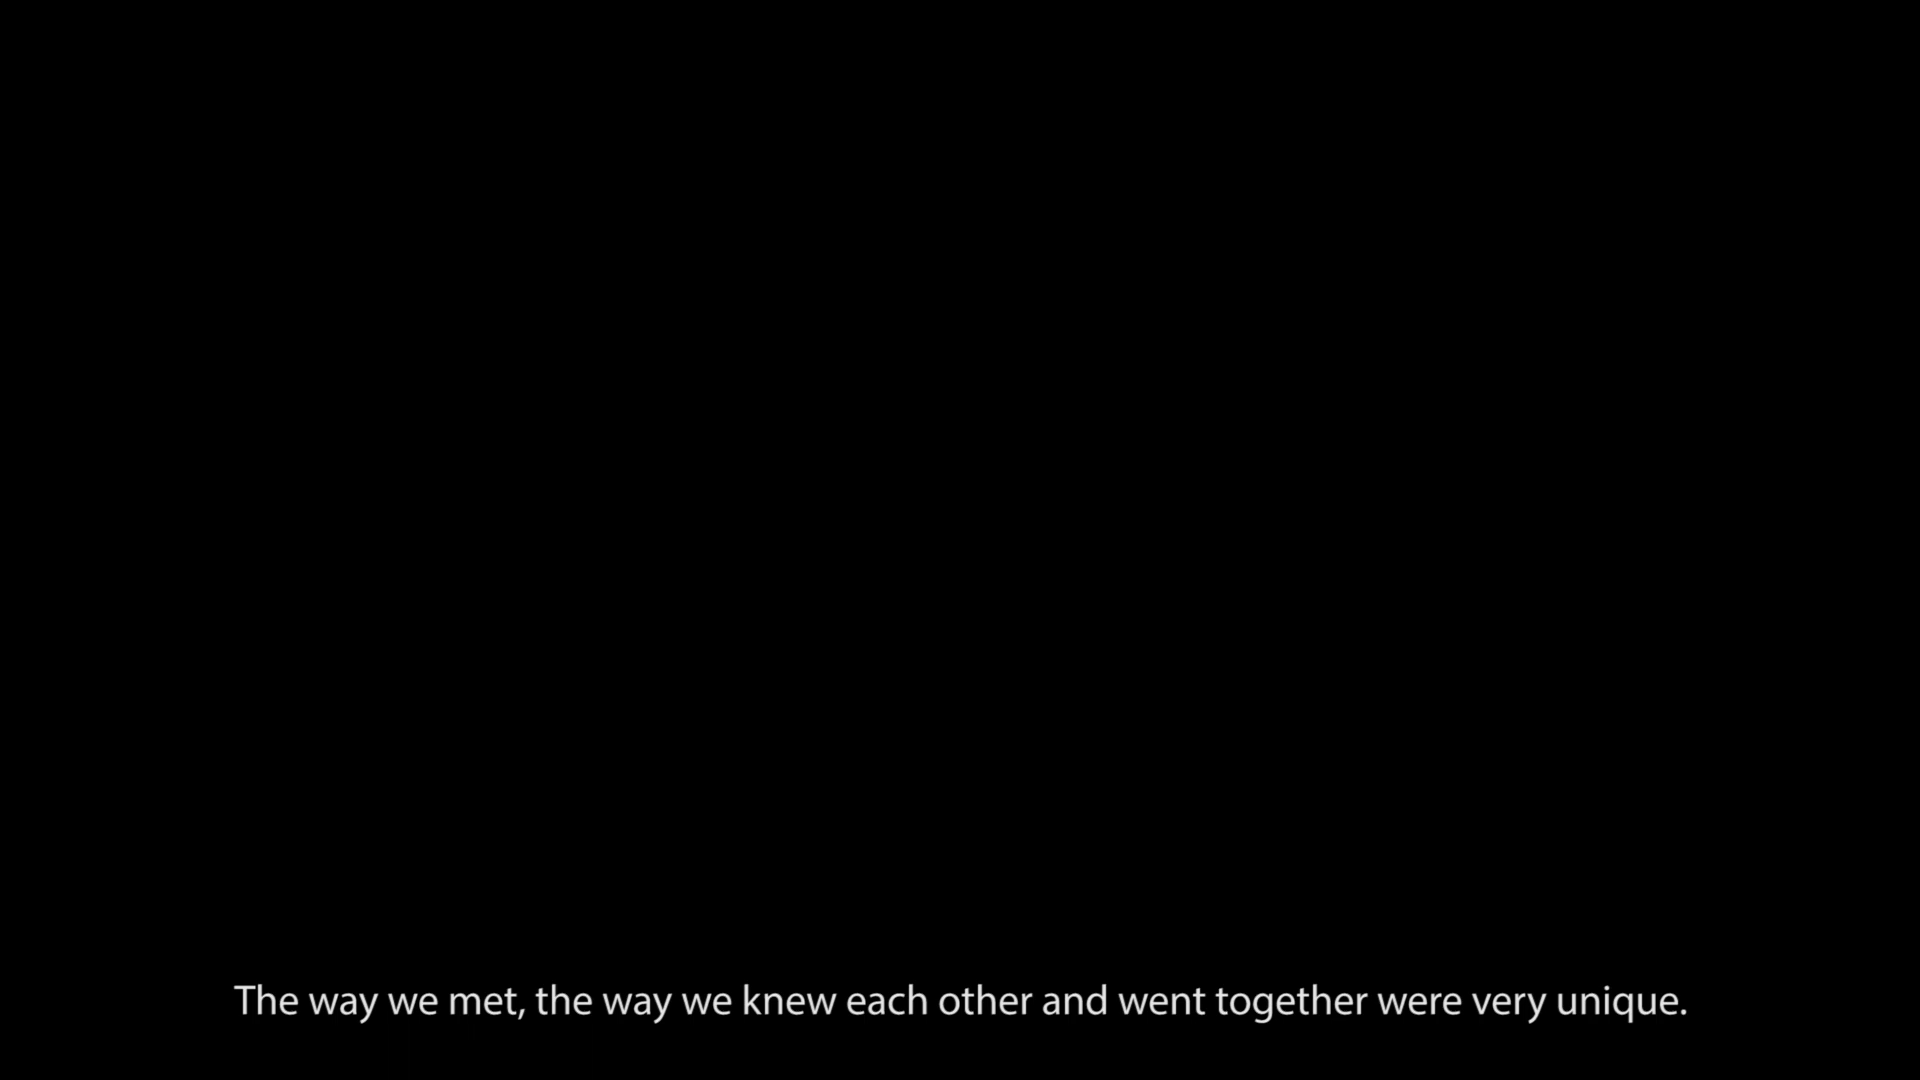 The way we met, the way we knew each other and went together were very unique.